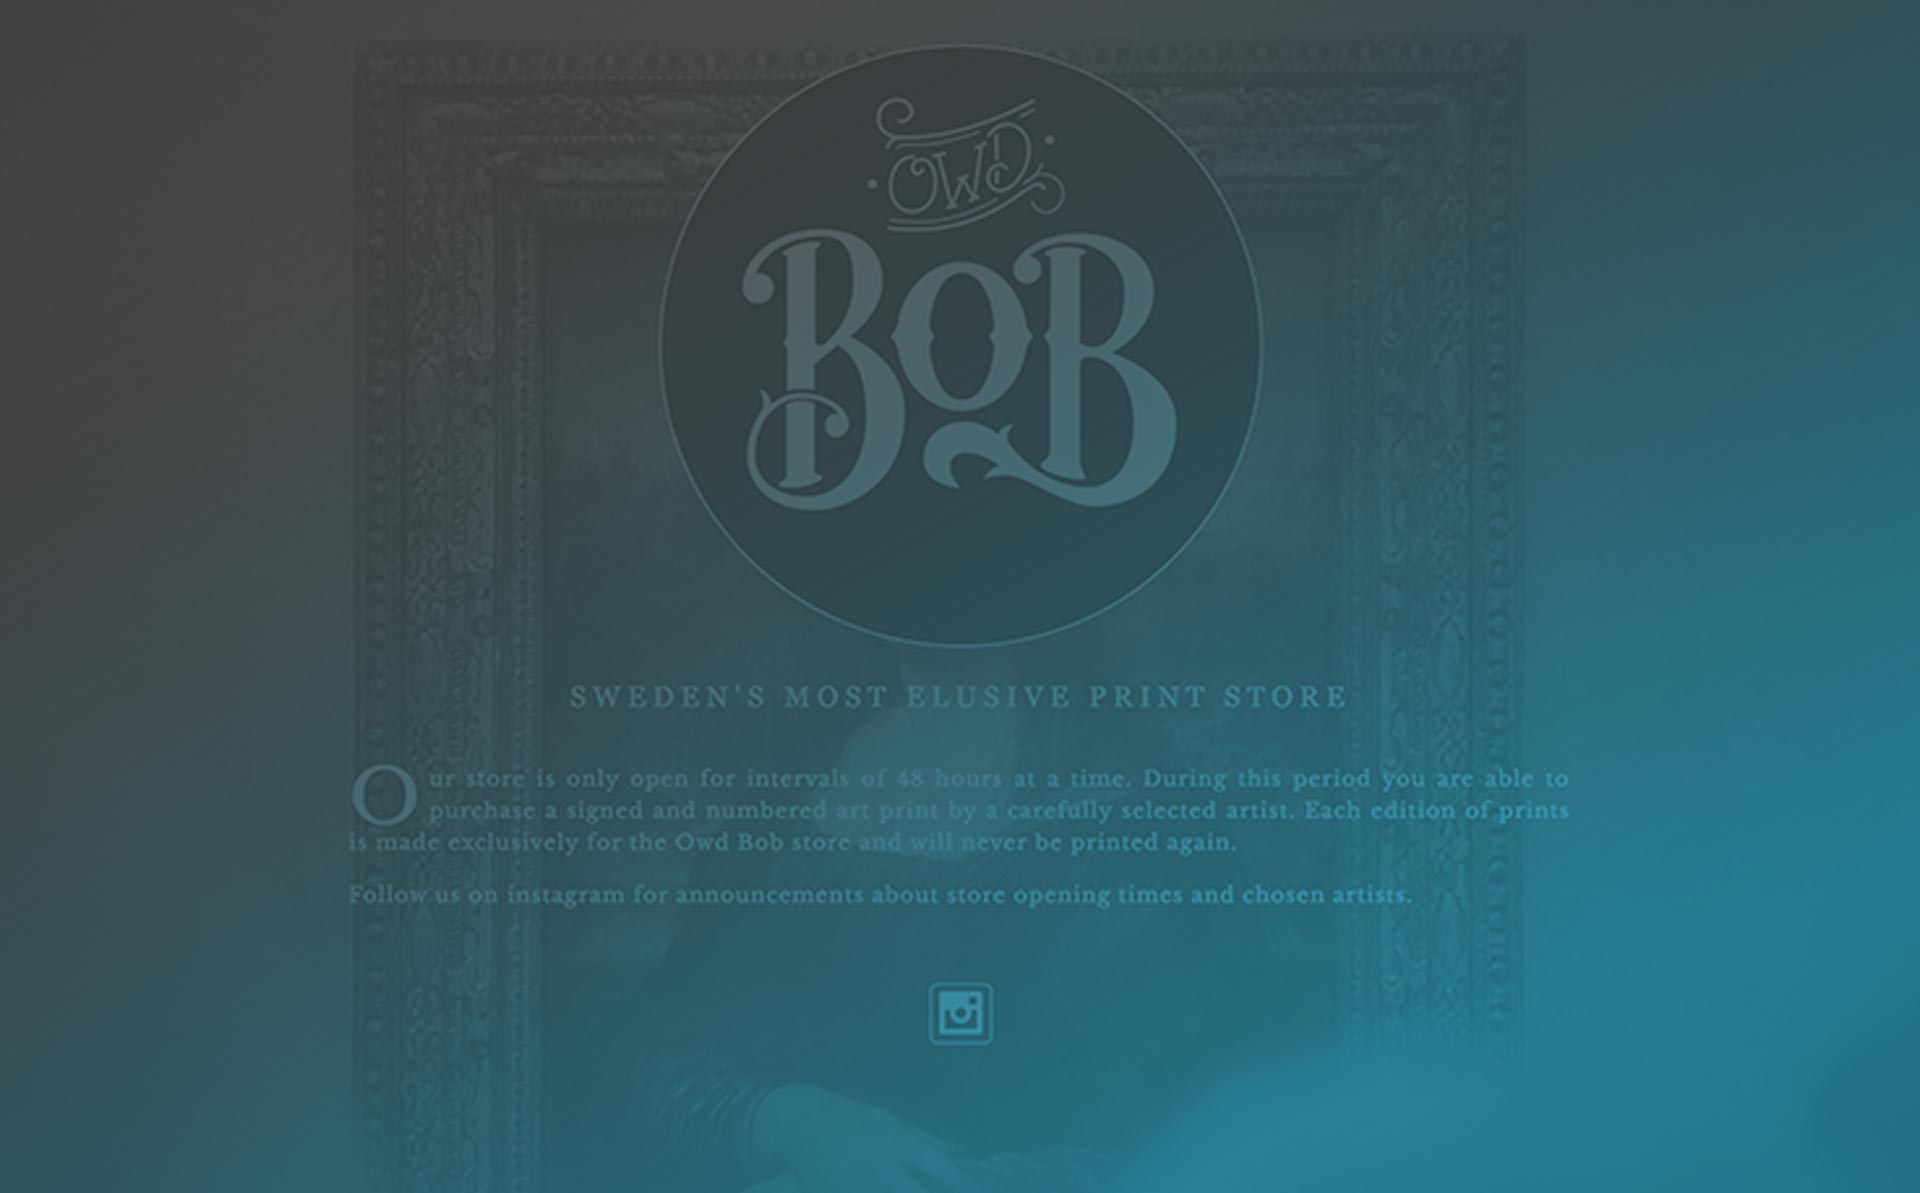 OWD
BOB
SWEDEN'S MOST ELUSIVE PRINT STORE
Our store is only open for intervals of 48 hours at a time. During this period you are able to
purchase a signed and numbered art print by a carefully selected artist. Each edition of prints
is made exclusively for the Owd Bob store and will never be printed again.
Follow us on instagram for announcements about store opening times and chosen artists.